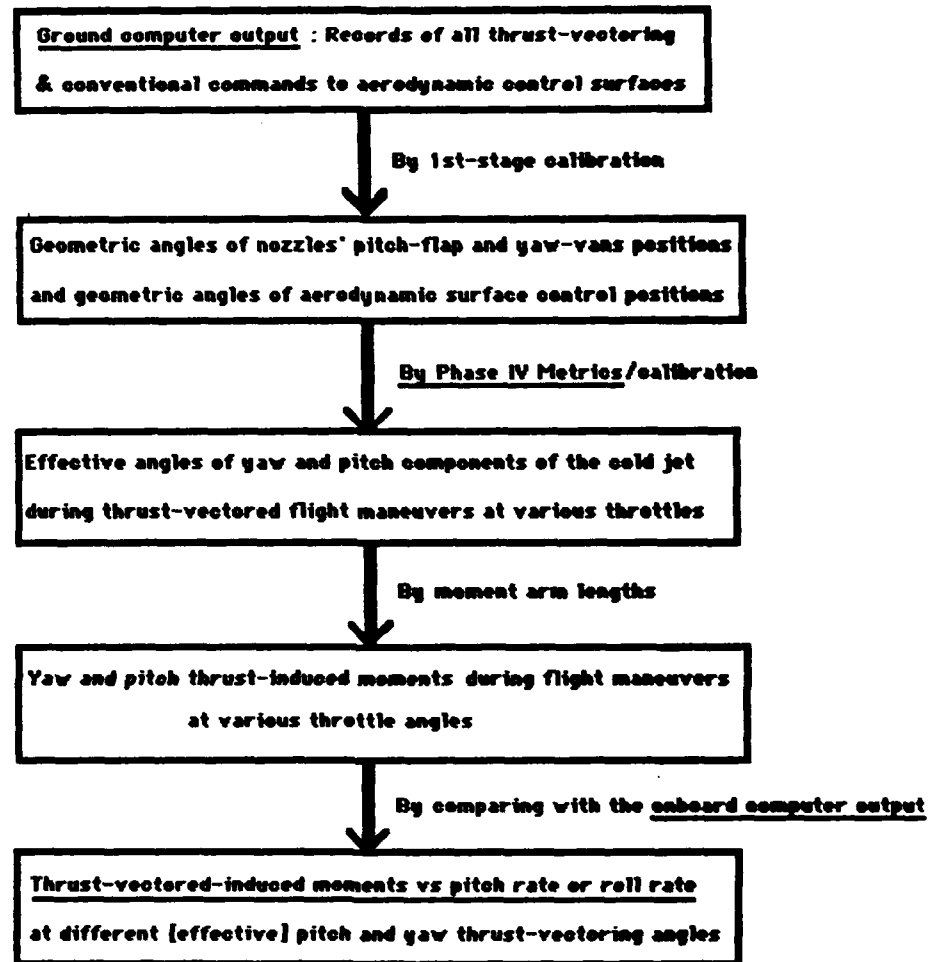 Ground computer output : Records of all thrust-vectoring
& conventional commands to aerodynamic control surfaces
By 1st-stage calibration
Geometric angles of nozzles' pitch-flap and yaw-vans positions
and geometric angles of aerodynamic surface control positions
By Phase IV Metrics/calibration
Effective angles of yaw and pitch components of the cold jet
during thrust-vectored flight maneuvers at various throttles
By moment arm lengths
Yaw and pitch thrust-induced moments during flight maneuvers
at various throttle angles
By comparing with the onboard computer output
Thrust-vectored-induced moments vs pitch rate or roll rate
at different [effective] pitch and yaw thrust-vectoring angles